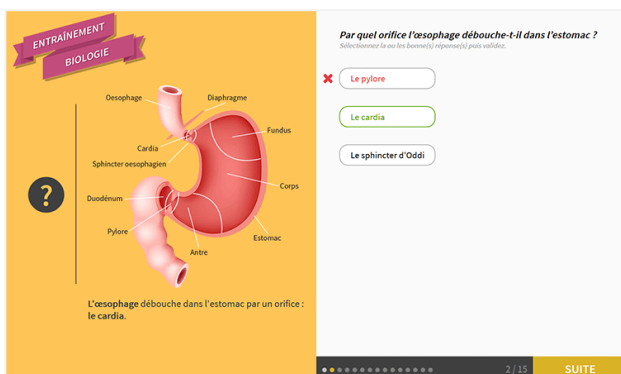 ENTRAÎNEMENT
BIOLOGIE
Oesophage
Diaphragme
Fundus
Cardia
Sphincter oesophagien
Corps
Duodénum
Pylore
Estomac
Antre
?
L'œsophage débouche dans l'estomac par un orifice :
le cardia.
Par quel orifice l'œsophage débouche-t-il dans l'estomac ?
Sélectionnez la ou les bonne(s) réponse(s) puis validez.
Le pylore
Le cardia
Le sphincter d'Oddi
2 / 15
SUITE